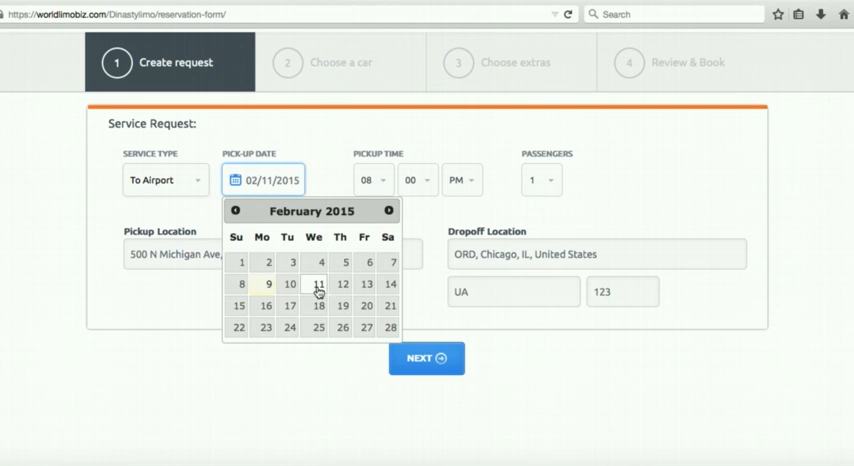 https://worldlimobiz.com/Dinastylimo/reservation-form/
Search
1 Create request
2 Choose a car
3 Choose extras
4 Review & Book
Service Request:
SERVICE TYPE PICK-UP DATE PICKUP TIME PASSENGERS
To Airport 02/11/2015 08 00 PM 1
February 2015
Su Mo Tu We Th Fr Sa
1 2 3 4 5 6 7
8 9 10 11 12 13 14
15 16 17 18 19 20 21
22 23 24 25 26 27 28
Pickup Location
500 N Michigan Ave,
Dropoff Location
ORD, Chicago, IL, United States
UA 123
NEXT